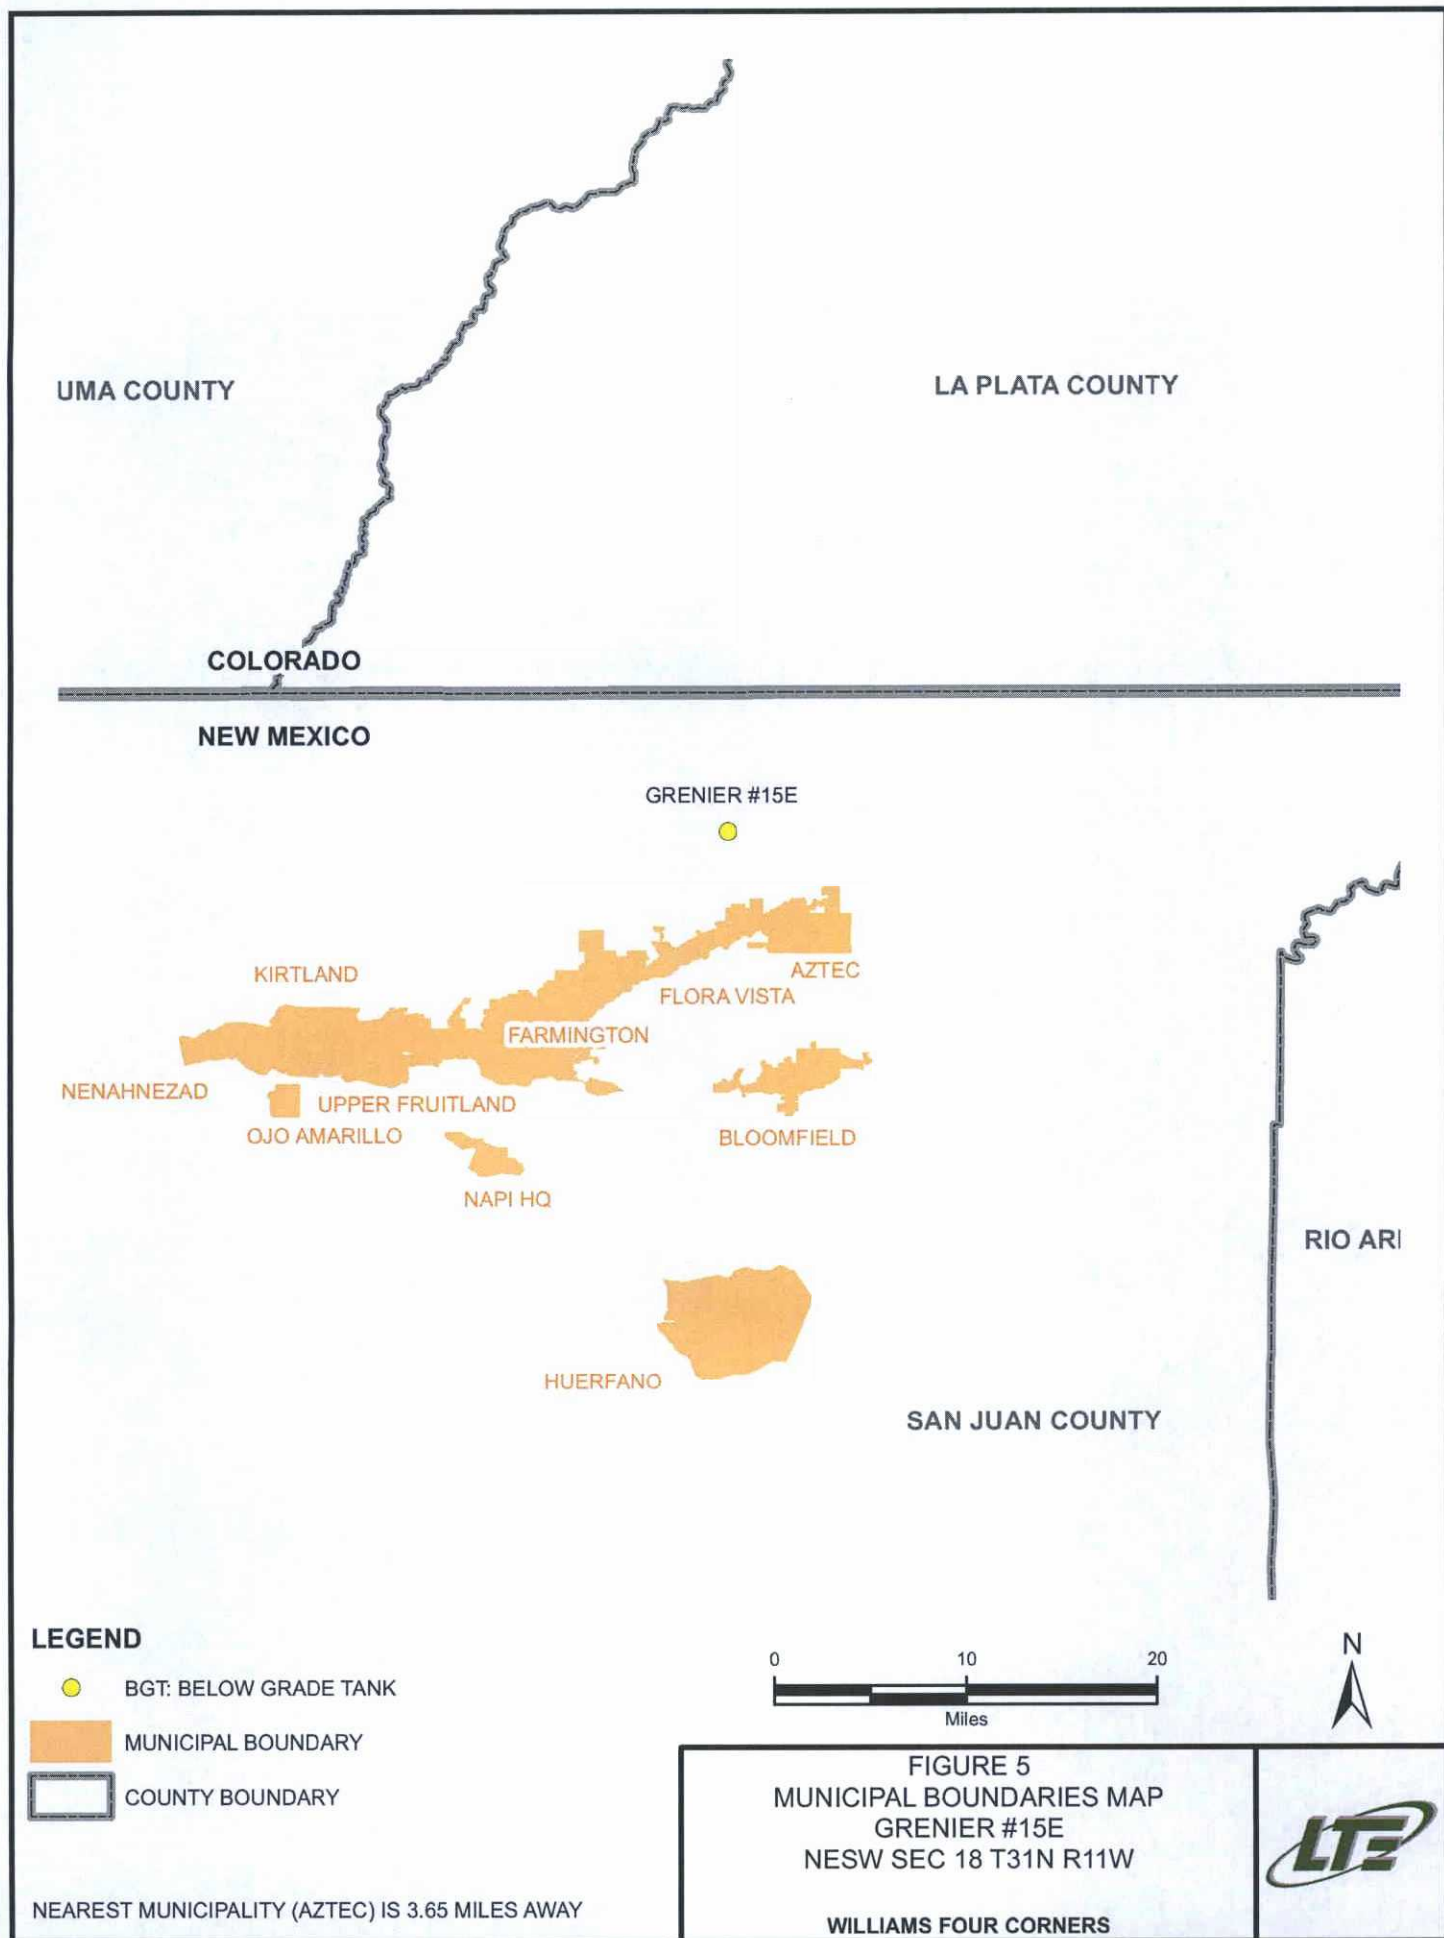 UMA COUNTY
LA PLATA COUNTY
COLORADO
NEW MEXICO
GRENIER #15E
AZTEC
KIRTLAND
FLORA VISTA
FARMINGTON
NENAHNEZAD
UPPER FRUITLAND
OJO AMARILLO
BLOOMFIELD
NAPI HQ
RIO ARI
HUERFANO
SAN JUAN COUNTY
LEGEND
BGT: BELOW GRADE TANK
MUNICIPAL BOUNDARY
COUNTY BOUNDARY
NEAREST MUNICIPALITY (AZTEC) IS 3.65 MILES AWAY
0 10 20
Miles
N
FIGURE 5
MUNICIPAL BOUNDARIES MAP
GRENIER #15E
NESW SEC 18 T31N R11W
WILLIAMS FOUR CORNERS
LTE